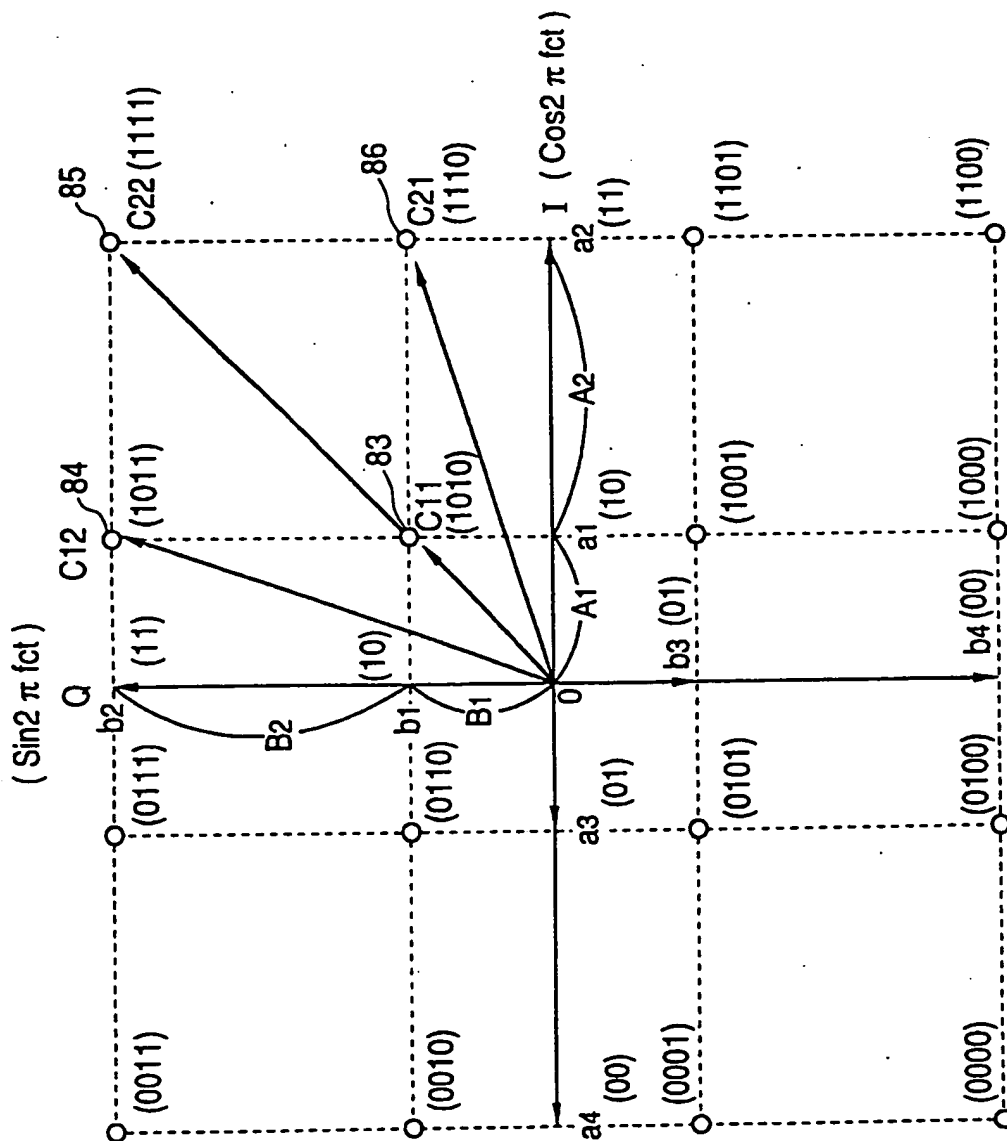 ( Sin2 π fct )
Q
C12
84
85
b2
(0011)
(0111)
(11)
(1011)
C22 (1111)
B2
(10)
83
86
b1
(0010)
(0110)
C11
(1010)
C21
(1110)
B1
0
I ( Cos2 π fct )
A1
A2
a4
a3
a1
a2
(00)
(01)
(10)
(11)
(0001)
b3 (01)
(0101)
(1001)
(1101)
(0000)
(0100)
b4 (00)
(1000)
(1100)